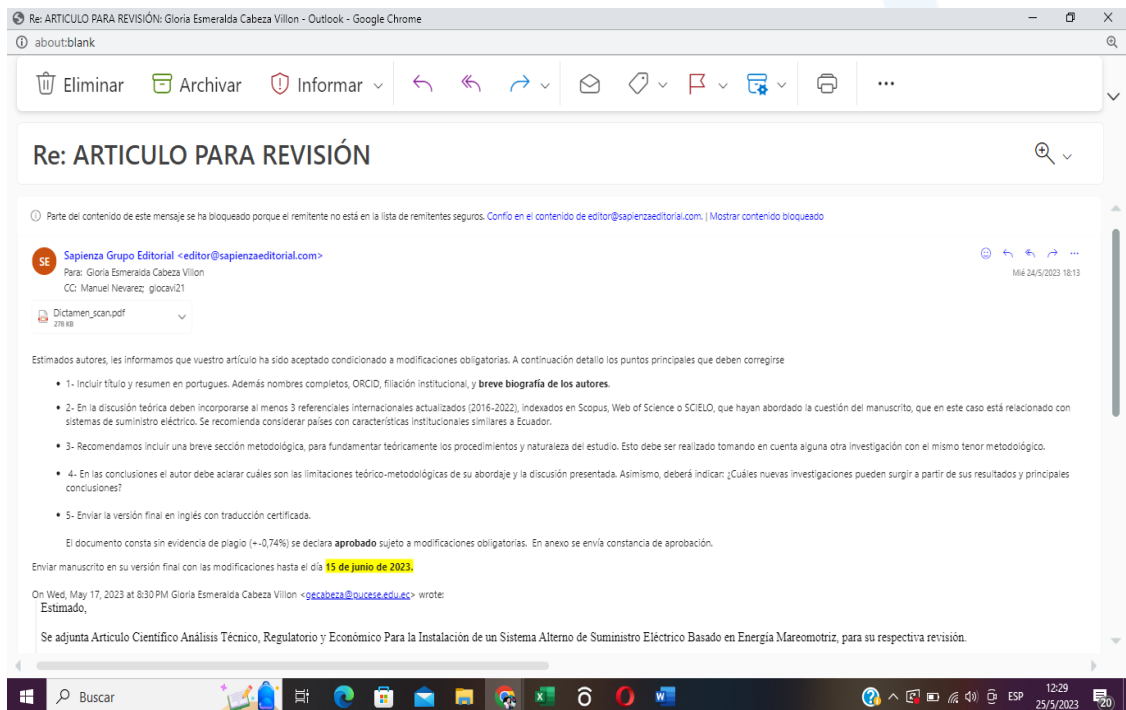 Re: ARTICULO PARA REVISIÓN: Gloria Esmeralda Cabeza Villon - Outlook - Google Chrome
about:blank
Eliminar Archivar Informar
Re: ARTICULO PARA REVISIÓN
Parte del contenido de este mensaje se ha bloqueado porque el remitente no está en la lista de remitentes seguros. Confío en el contenido de editor@sapienzaeditorial.com. | Mostrar contenido bloqueado
SE
Sapienza Grupo Editorial <editor@sapienzaeditorial.com>
Para: Gloria Esmeralda Cabeza Villon
CC: Manuel Nevarez; glocavi21
Mié 24/5/2023 18:13
Dictamen_scan.pdf
278 KB
Estimados autores, les informamos que vuestro artículo ha sido aceptado condicionado a modificaciones obligatorias. A continuación detallo los puntos principales que deben corregirse
• 1- Incluir título y resumen en portugues. Además nombres completos, ORCID, filiación institucional, y breve biografía de los autores.
• 2- En la discusión teórica deben incorporarse al menos 3 referenciales internacionales actualizados (2016-2022), indexados en Scopus, Web of Science o SCIELO, que hayan abordado la cuestión del manuscrito, que en este caso está relacionado con
sistemas de suministro eléctrico. Se recomienda considerar países con características institucionales similares a Ecuador.
• 3- Recomendamos incluir una breve sección metodológica, para fundamentar teóricamente los procedimientos y naturaleza del estudio. Esto debe ser realizado tomando en cuenta alguna otra investigación con el mismo tenor metodológico.
• 4- En las conclusiones el autor debe aclarar cuáles son las limitaciones teórico-metodológicas de su abordaje y la discusión presentada. Asimismo, deberá indicar: ¿Cuáles nuevas investigaciones pueden surgir a partir de sus resultados y principales
conclusiones?
• 5- Enviar la versión final en inglés con traducción certificada.
El documento consta sin evidencia de plagio (+-0,74%) se declara aprobado sujeto a modificaciones obligatorias. En anexo se envía constancia de aprobación.
Enviar manuscrito en su versión final con las modificaciones hasta el día 15 de junio de 2023.
On Wed, May 17, 2023 at 8:30 PM Gloria Esmeralda Cabeza Villon <gecabeza@pucese.edu.ec> wrote:
Estimado,
Se adjunta Articulo Científico Análisis Técnico, Regulatorio y Económico Para la Instalación de un Sistema Alterno de Suministro Eléctrico Basado en Energía Mareomotriz, para su respectiva revisión.
Buscar
ESP
12:29
25/5/2023
20